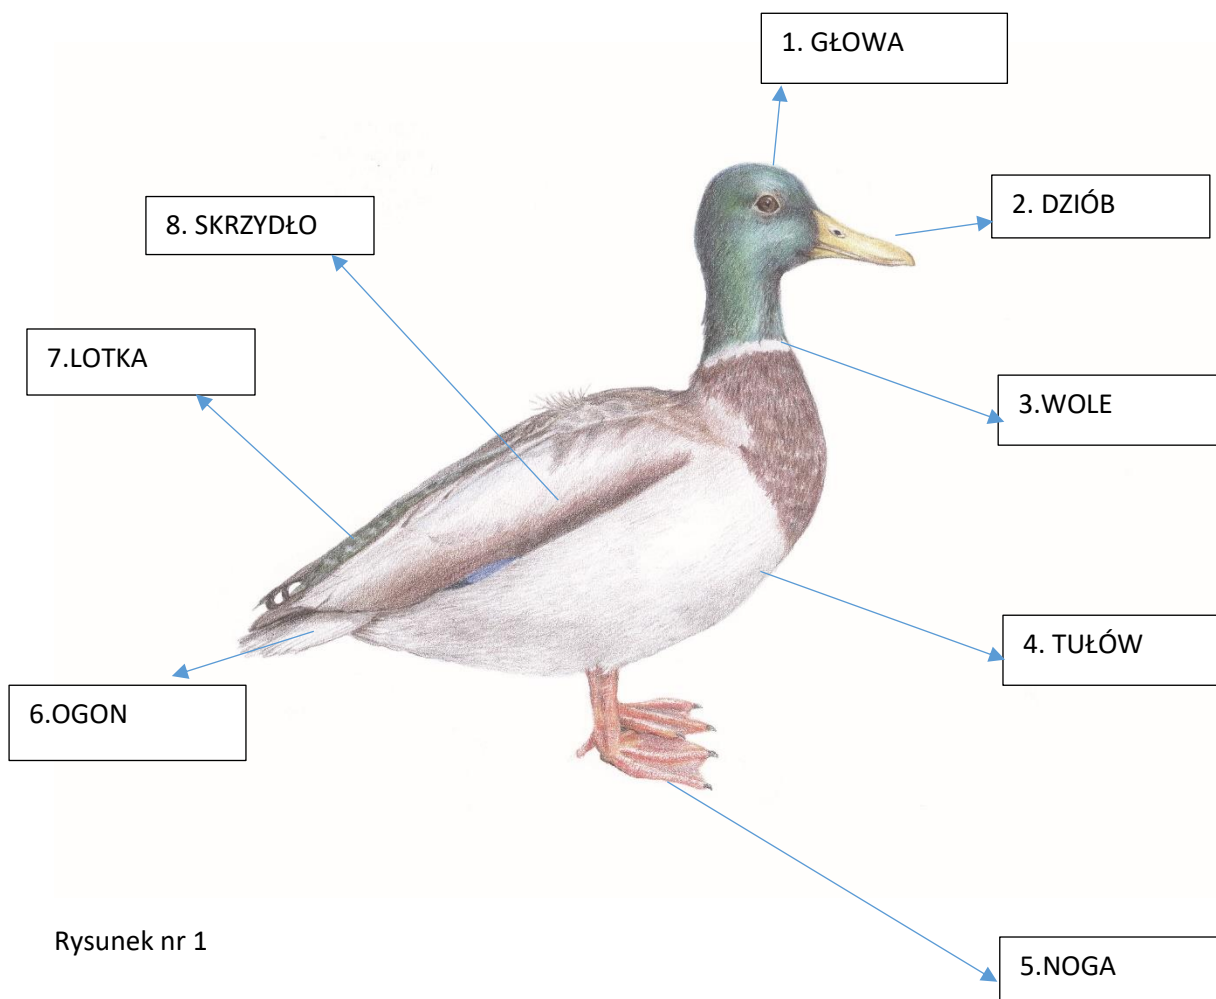 1. GŁOWA
2. DZIÓB
8. SKRZYDŁO
7.LOTKA
3.WOLE
4. TUŁÓW
6.OGON
Rysunek nr 1
5.NOGA